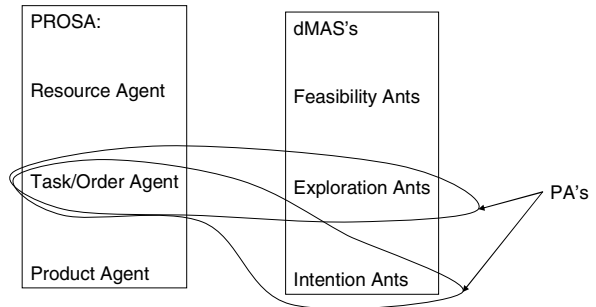 PROSA:
Resource Agent
Task/Order Agent
Product Agent
dMAS's
Feasibility Ants
Exploration Ants
Intention Ants
PA's